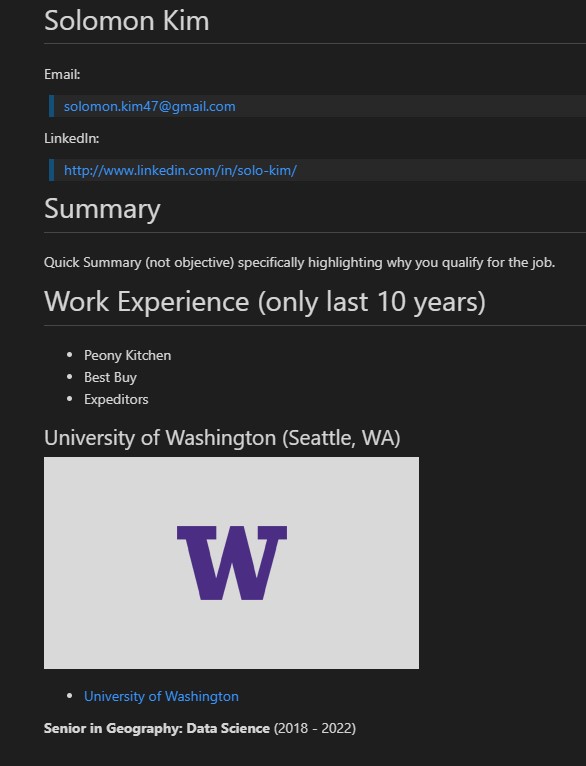 Solomon Kim
Email:
solomon.kim47@gmail.com
LinkedIn:
http://www.linkedin.com/in/solo-kim/
Summary
Quick Summary (not objective) specifically highlighting why you qualify for the job.
Work Experience (only last 10 years)
Peony Kitchen
Best Buy
Expeditors
University of Washington (Seattle, WA)
W
University of Washington
Senior in Geography: Data Science (2018 - 2022)